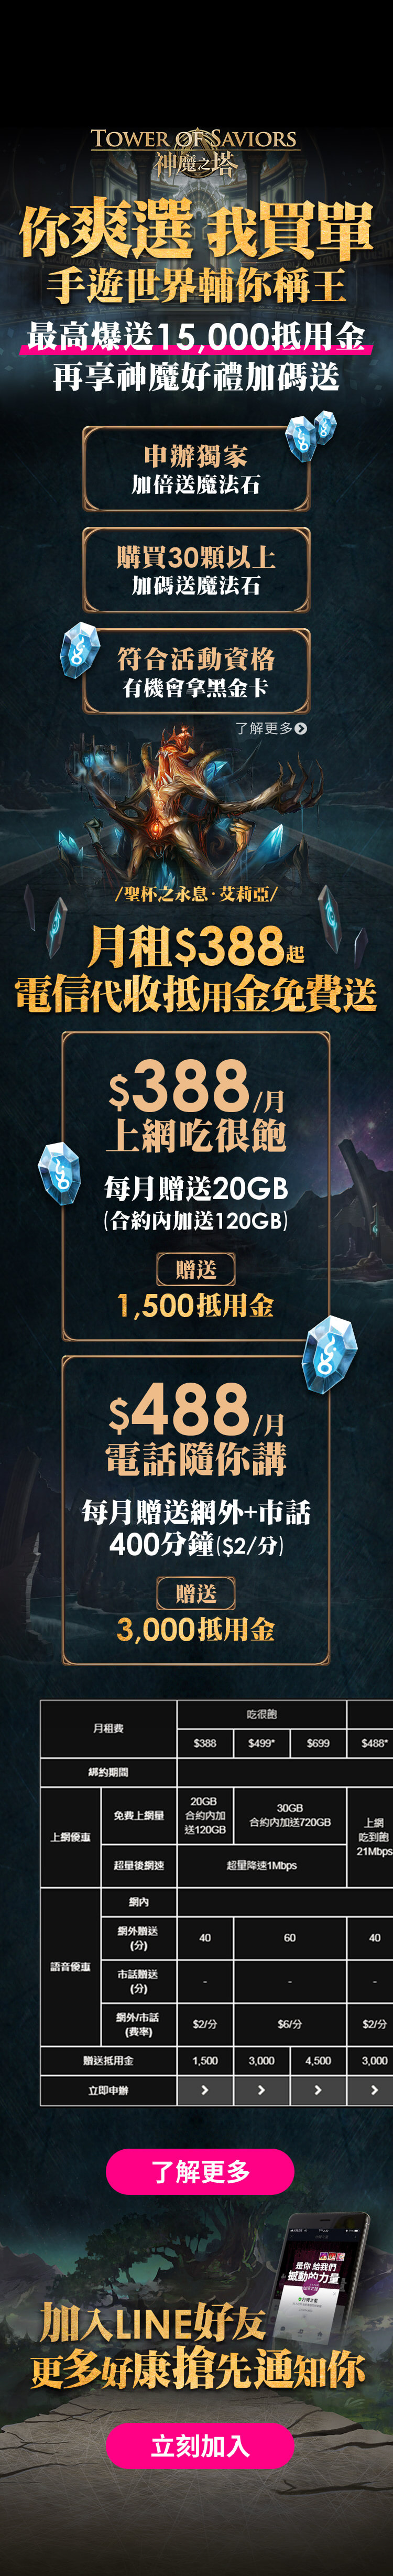 TOWER OF SAVIORS
神魔之塔
你爽選 我買單
手遊世界輔你稱王
最高爆送15,000抵用金
再享神魔好禮加碼送
申辦獨家
加倍送魔法石
購買30顆以上
加碼送魔法石
符合活動資格
有機會拿黑金卡
了解更多
/聖杯之永息·艾莉亞/
月租$388起
電信代收抵用金免費送
$388/月
上網吃很飽
每月贈送20GB
(合約內加送120GB)
贈送
1,500抵用金
$488/月
電話隨你講
每月贈送網外+市話
400分鐘($2/分)
贈送
3,000抵用金
月租費
吃很飽
$388 $499* $699 $488*
綁約期間
上網優惠
免費上網量
20GB
合約內加
送120GB
30GB
合約內加送720GB
上網
吃到飽
21Mbps
超量後網速
超量降速1Mbps
語音優惠
網內
網外贈送
(分)
40 60 40
市話贈送
(分)
- - -
網外/市話
(費率)
$2/分 $6/分 $2/分
贈送抵用金 1,500 3,000 4,500 3,000
立即申辦
了解更多
是你 給我們
撼動的力量
加入LINE好友
更多好康搶先通知你
立刻加入